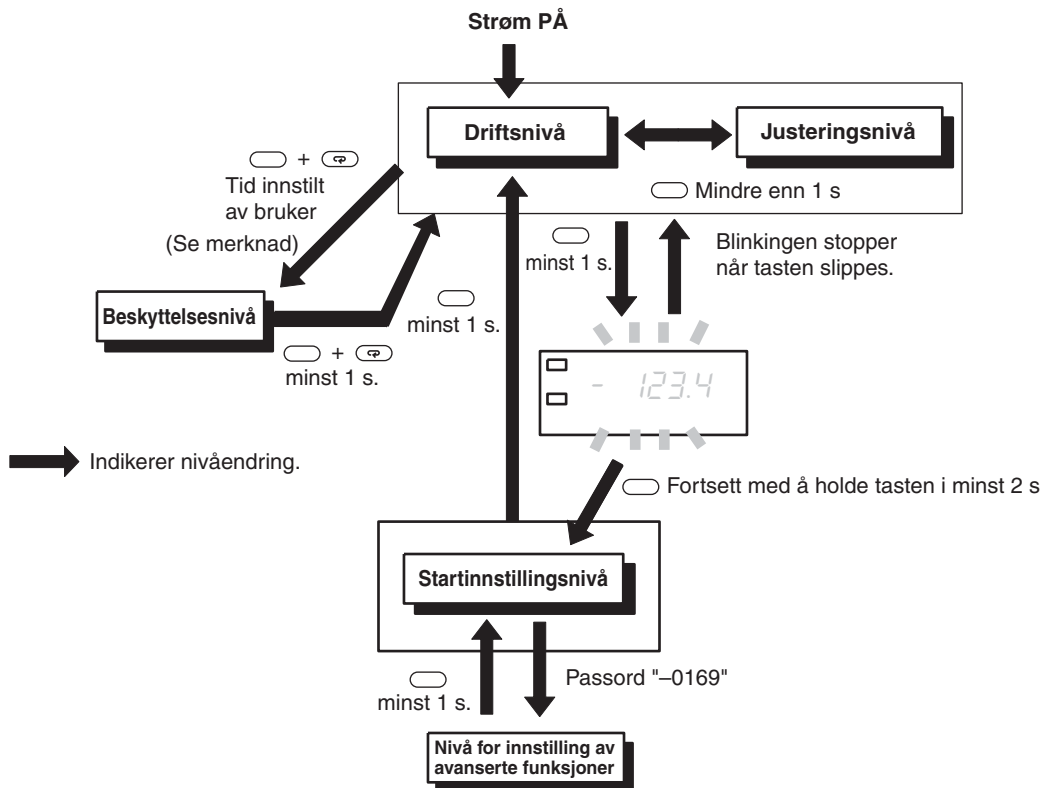 Strøm PÅ
Driftsnivå
Justeringsnivå
+
Tid innstilt
av bruker
(Se merknad)
Mindre enn 1 s
minst 1 s.
Blinkingen stopper
når tasten slippes.
Beskyttelsesnivå
minst 1 s.
+
minst 1 s.
- 123.4
Indikerer nivåendring.
Fortsett med å holde tasten i minst 2 s
Startinnstillingsnivå
minst 1 s.
Passord "–0169"
Nivå for innstilling av
avanserte funksjoner